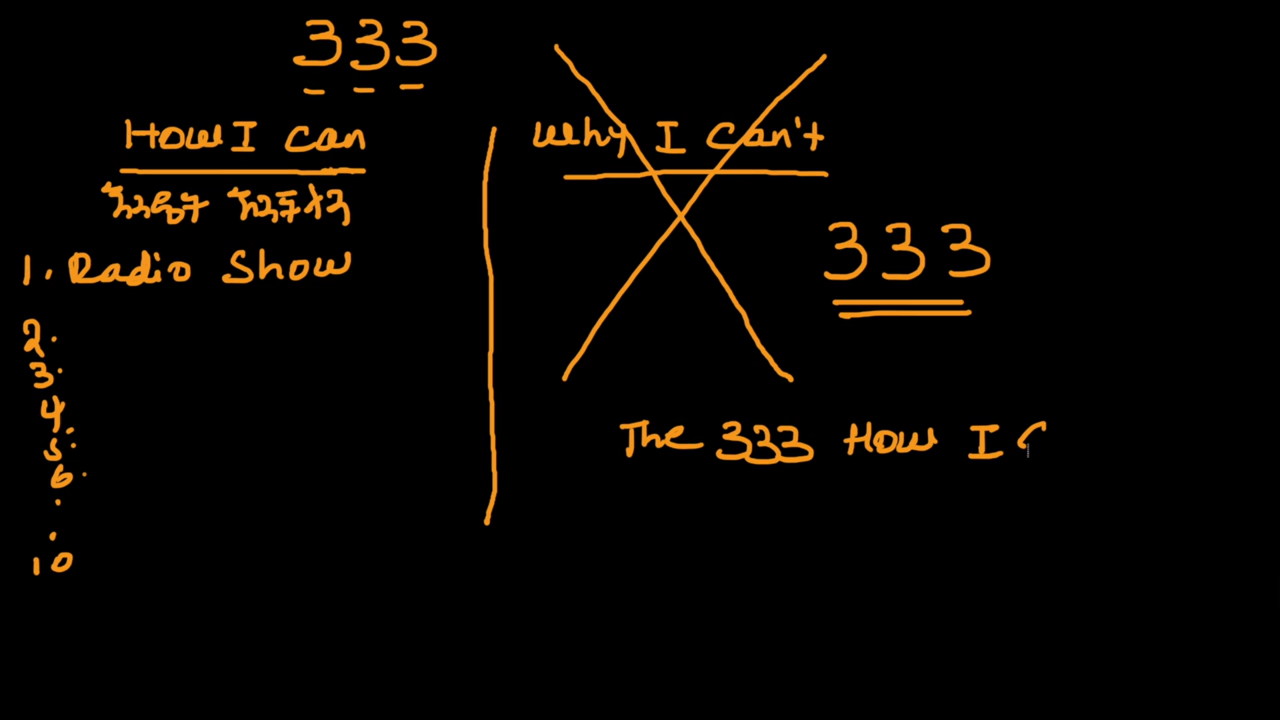 333
How I can
1. Radio Show
2.
3.
4.
5.
6.
.
.
10
Why I can't
333
The 333 How I C